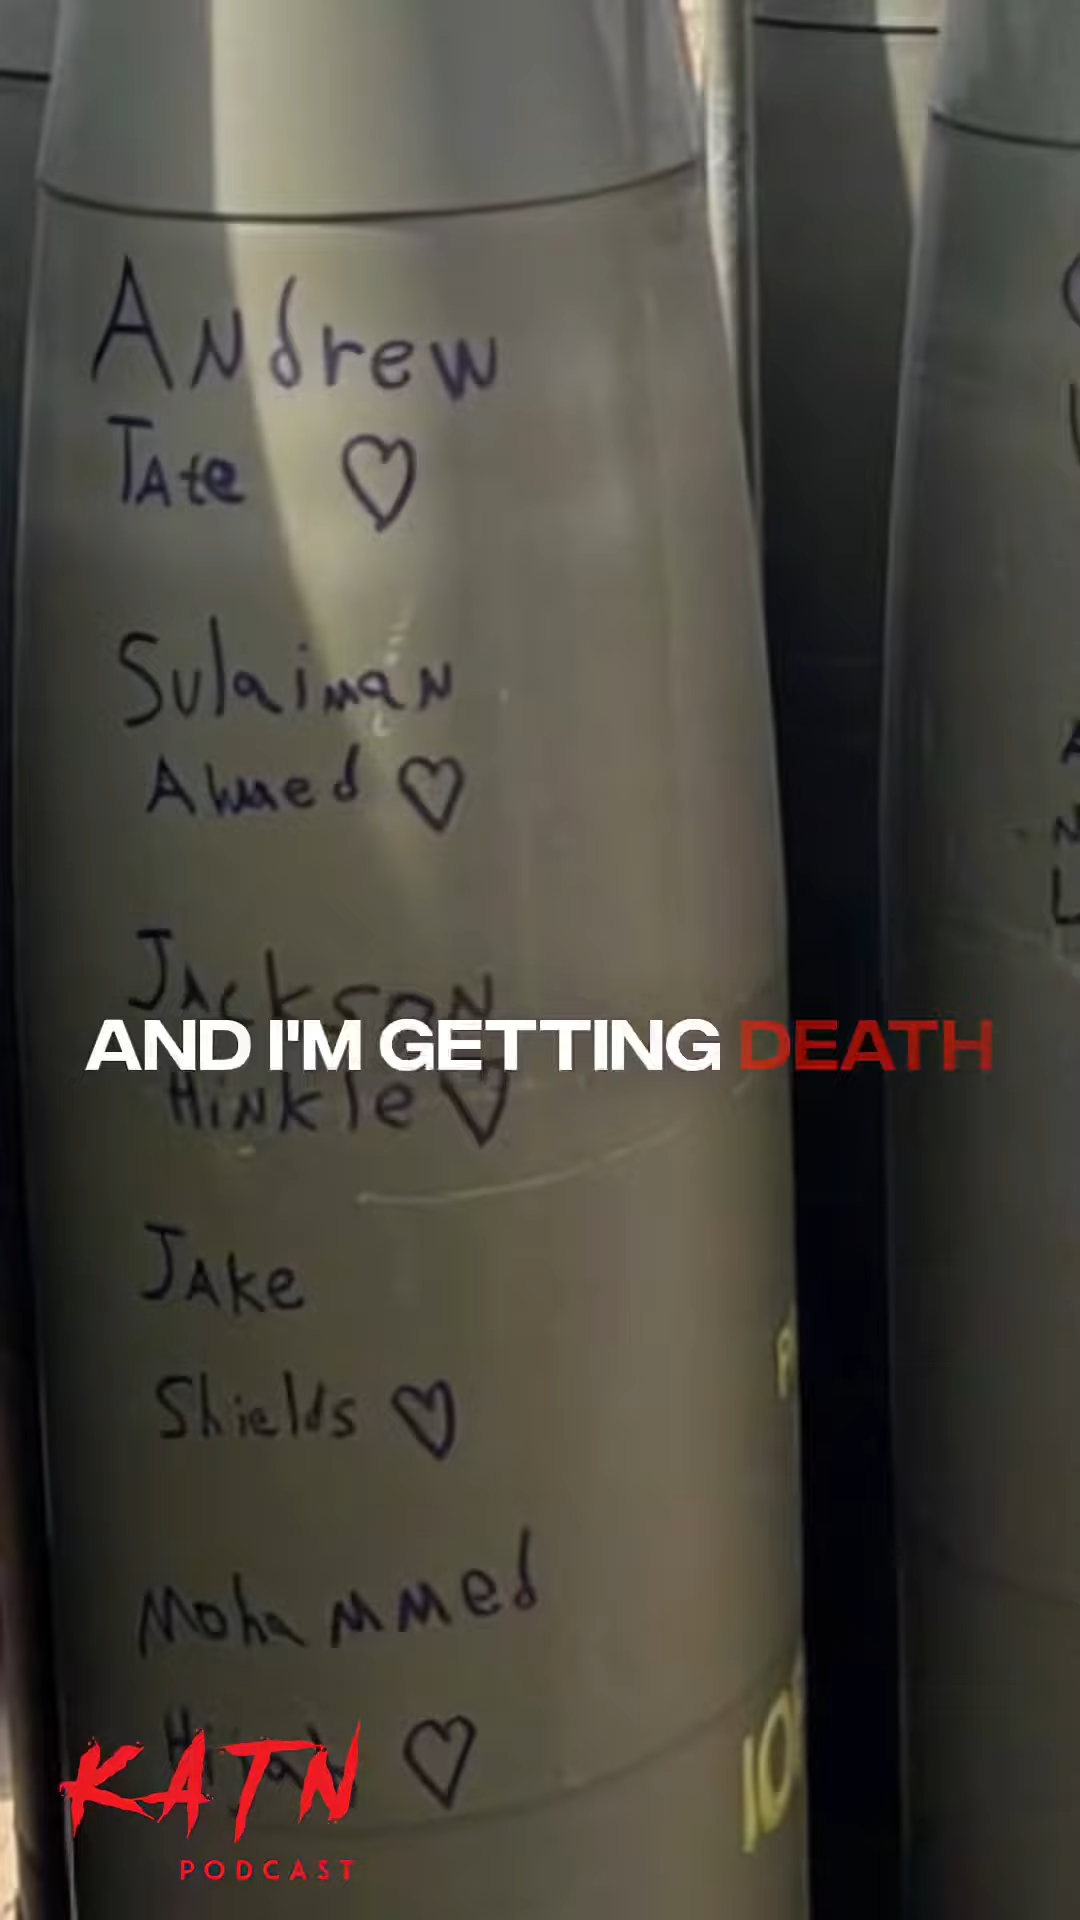 Andrew
Tate ♡
Sulaiman
Ahmed ♡
Jackson
AND I'M GETTING DEATH
Hinkle ♡
Jake
Shields ♡
Mohammed
♡
KATN
PODCAST